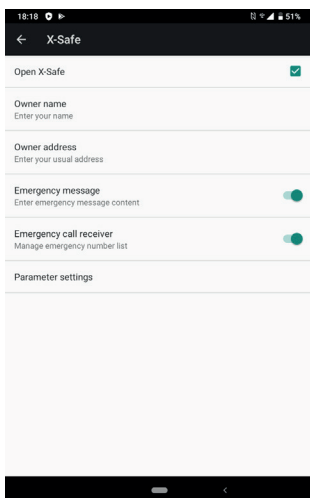 18:18 51%
X-Safe
Open X-Safe
Owner name
Enter your name
Owner address
Enter your usual address
Emergency message
Enter emergency message content
Emergency call receiver
Manage emergency number list
Parameter settings